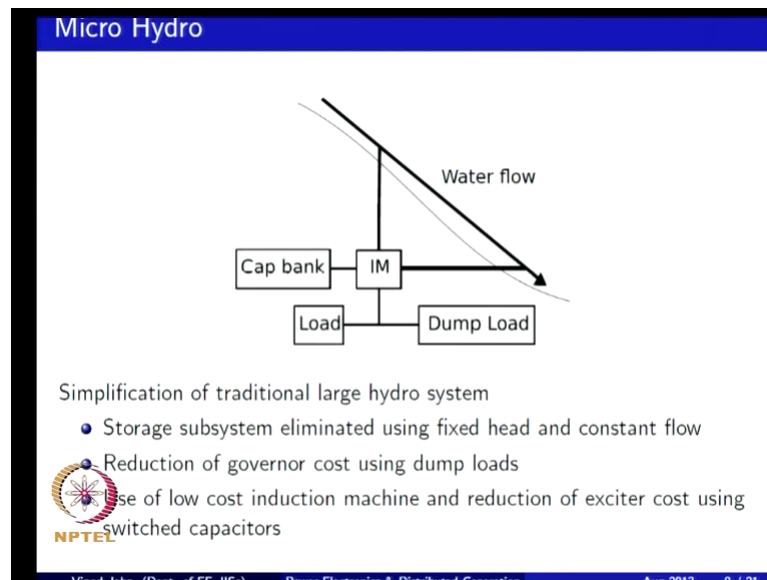 Micro Hydro
Water flow
Cap bank
IM
Load
Dump Load
Simplification of traditional large hydro system
Storage subsystem eliminated using fixed head and constant flow
Reduction of governor cost using dump loads
Use of low cost induction machine and reduction of exciter cost using
switched capacitors
NPTEL